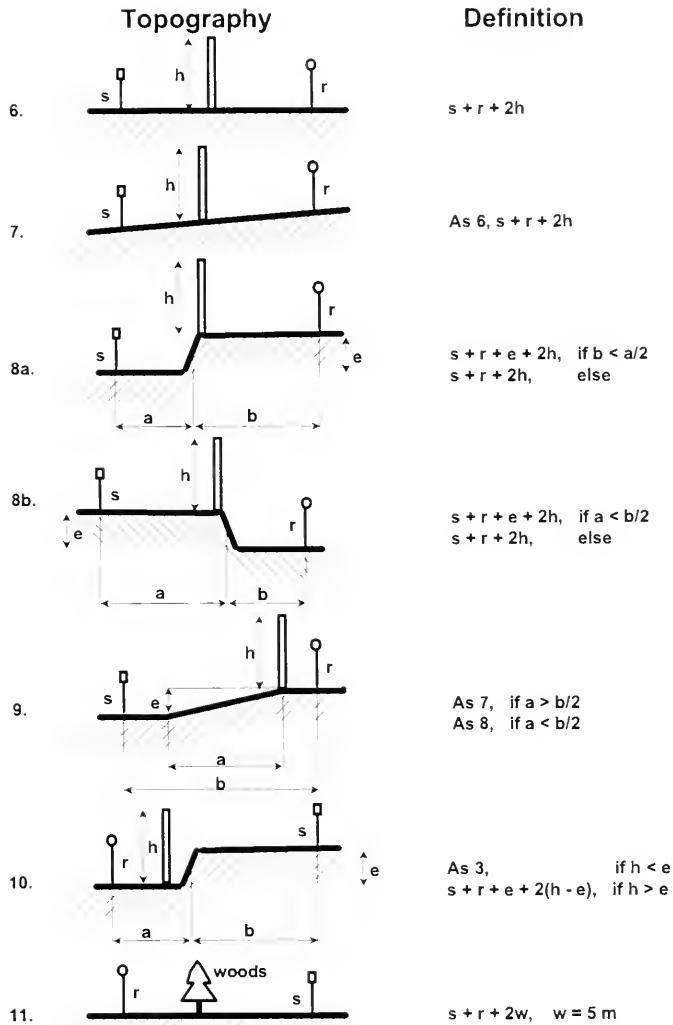 Topography Definition
h
s r
6. s + r + 2h
h
s r
7. As 6, s + r + 2h
h
s r
e
8a. s + r + e + 2h, if b < a/2
s + r + 2h, else
a b
h
s
8b. r
e s + r + e + 2h, if a < b/2
s + r + 2h, else
a b
h
r
s e
9. As 7, if a > b/2
As 8, if a < b/2
a
b
h s
r
e
10. As 3, if h < e
s + r + e + 2(h - e), if h > e
a b
woods
r s
11. s + r + 2w, w = 5 m